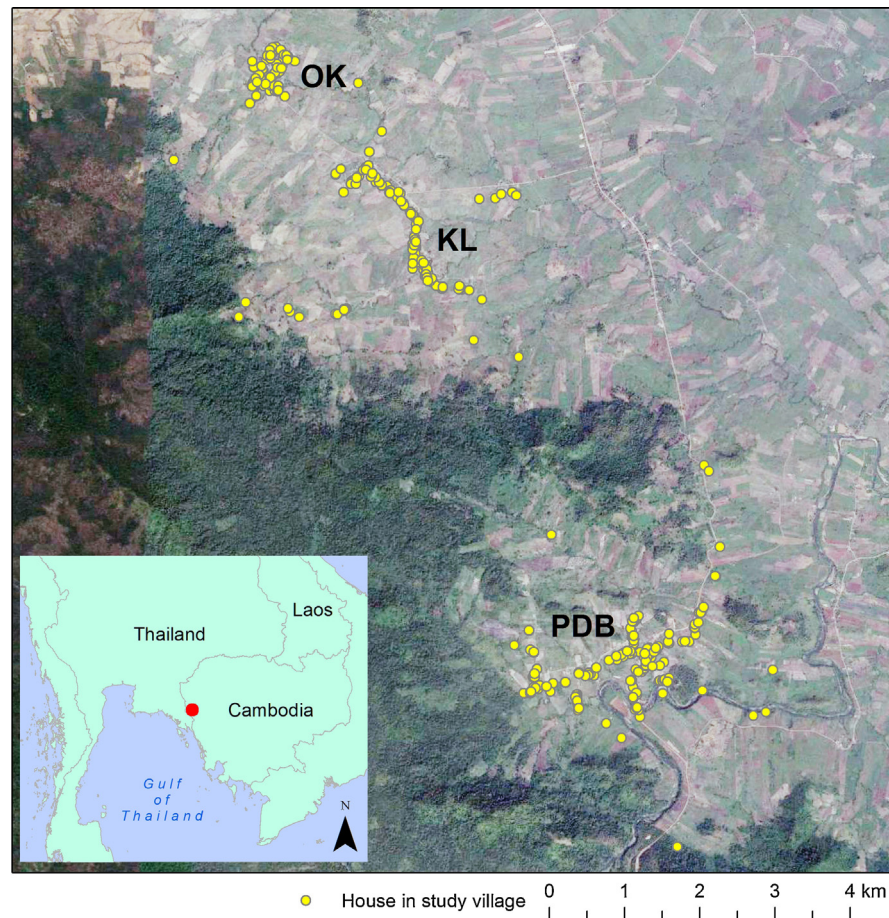 OK
KL
PDB
Laos
Thailand
Cambodia
Gulf
of
Thailand
N
House in study village
0 1 2 3 4 km